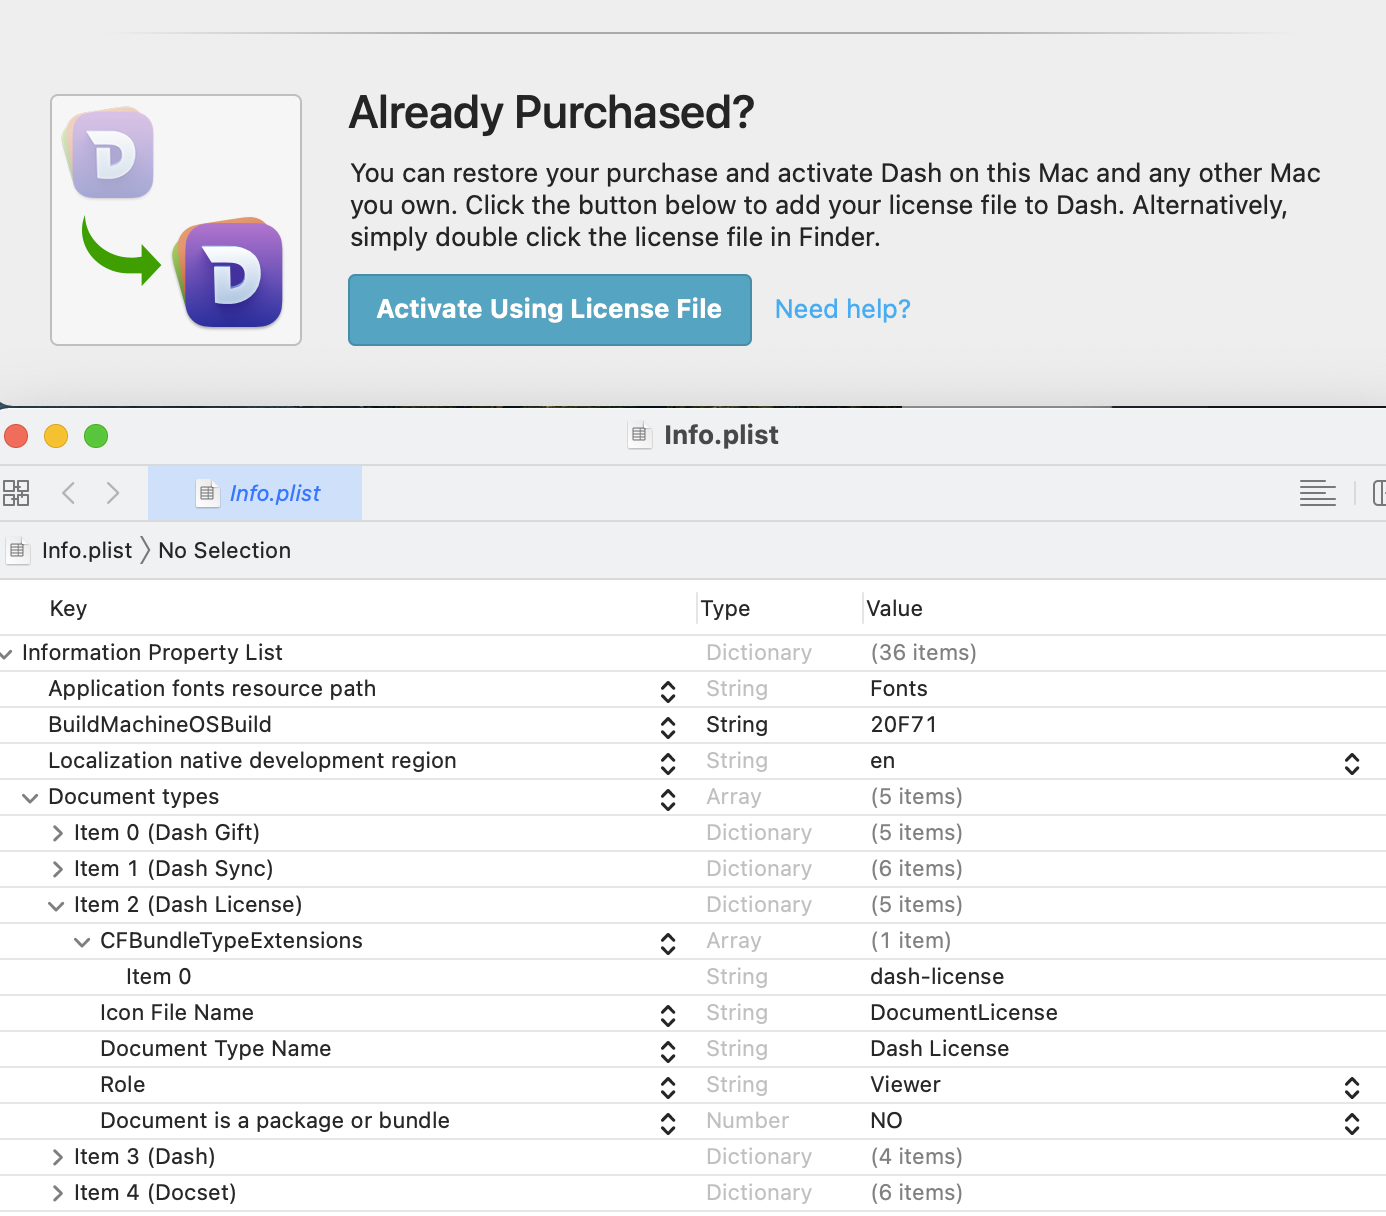 Already Purchased?
You can restore your purchase and activate Dash on this Mac and any other Mac
you own. Click the button below to add your license file to Dash. Alternatively,
simply double click the license file in Finder.
Activate Using License File Need help?
Info.plist
Info.plist
Info.plist No Selection
Key Type Value
Information Property List Dictionary (36 items)
Application fonts resource path String Fonts
BuildMachineOSBuild String 20F71
Localization native development region String en
Document types Array (5 items)
Item 0 (Dash Gift) Dictionary (5 items)
Item 1 (Dash Sync) Dictionary (6 items)
Item 2 (Dash License) Dictionary (5 items)
CFBundleTypeExtensions Array (1 item)
Item 0 String dash-license
Icon File Name String DocumentLicense
Document Type Name String Dash License
Role String Viewer
Document is a package or bundle Number NO
Item 3 (Dash) Dictionary (4 items)
Item 4 (Docset) Dictionary (6 items)